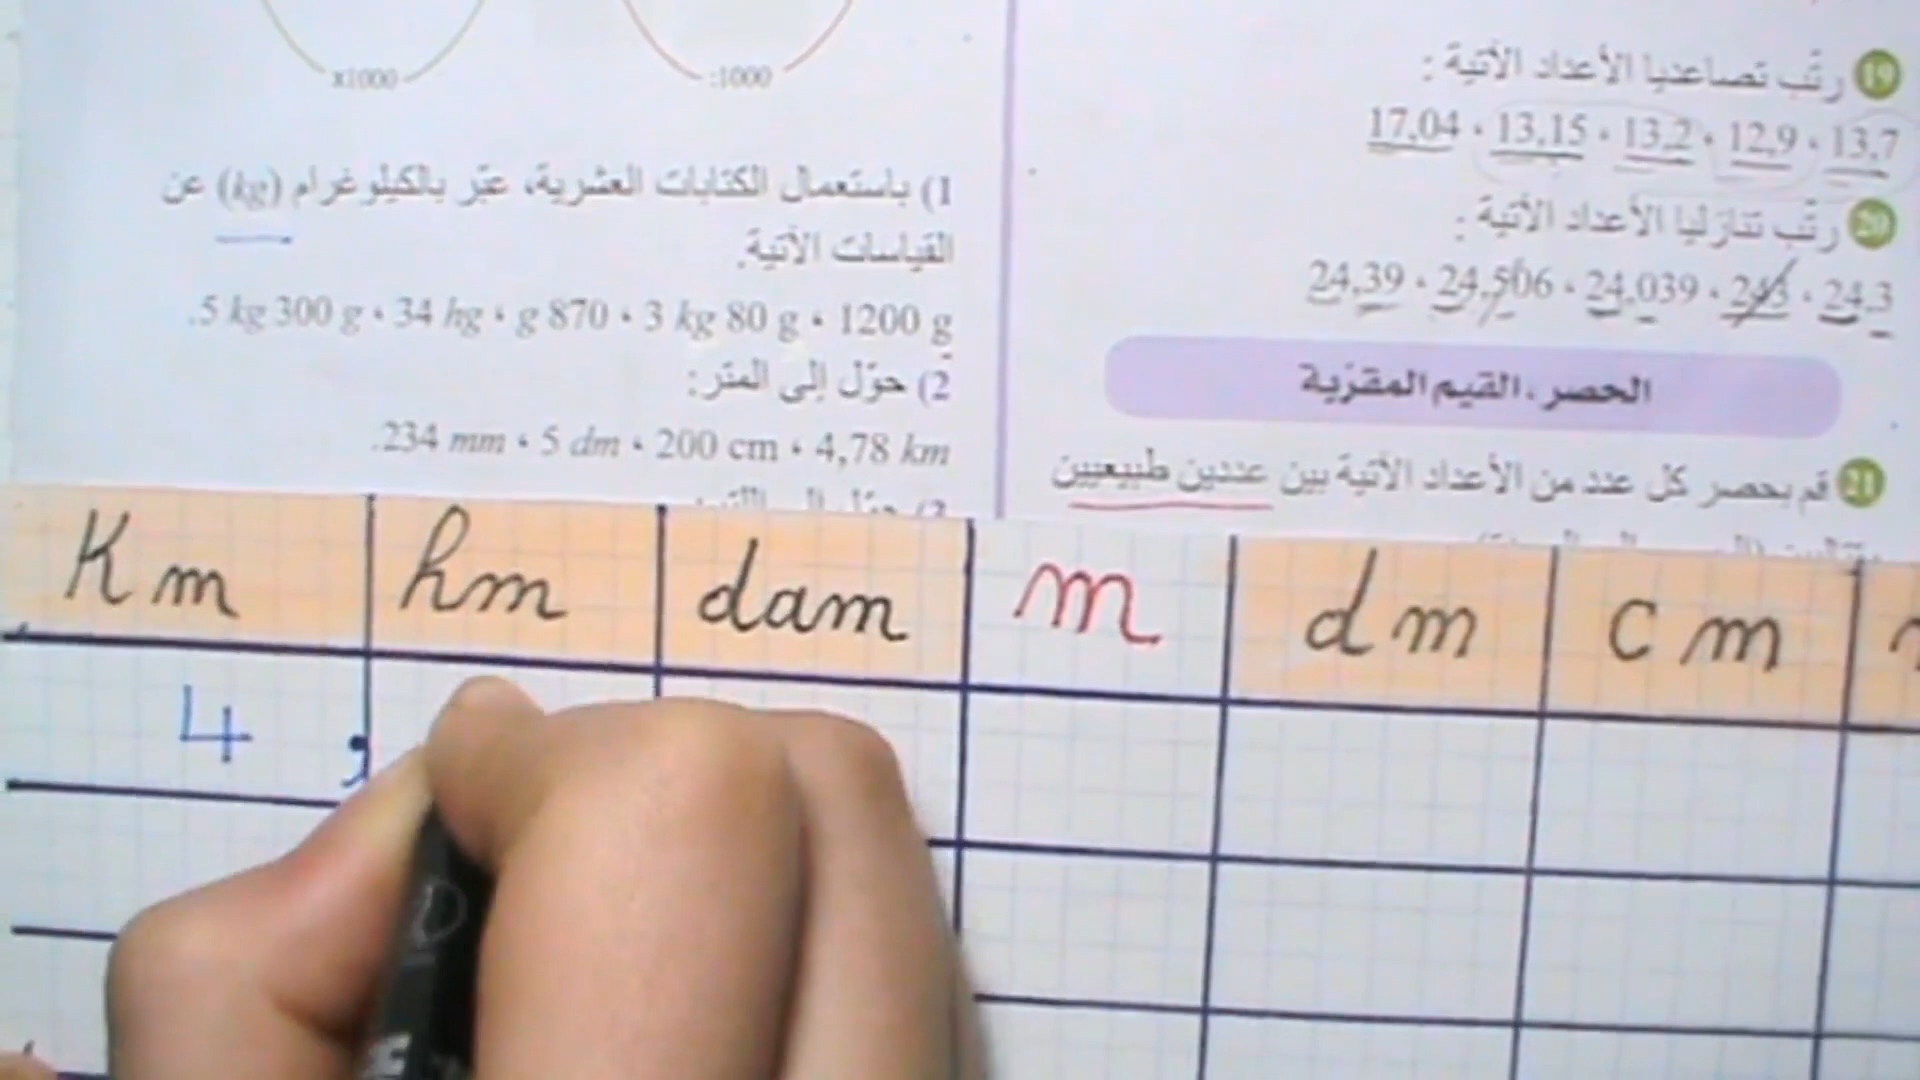 x1000
:1000
1) باستعمال الكتابات العشرية، عبّر بالكيلوغرام (kg) عن
القياسات الآتية.
1200 g ، 3 kg 80 g ، g 870 ، 34 hg ، 5 kg 300 g.
2) حوّل إلى المتر:
4,78 km ، 200 cm ، 5 dm ، 234 mm.
19 رتّب تصاعديا الأعداد الآتية :
13,7 ، 12,9 ، 13,2 ، 13,15 ، 17,04
20 رتّب تنازليا الأعداد الآتية :
24,3 ، 243 ، 24,039 ، 24,506 ، 24,39
الحصر، القيم المقرّبة
21 قم بحصر كل عدد من الأعداد الآتية بين عددين طبيعيين
Km hm dam m dm cm
4 ,